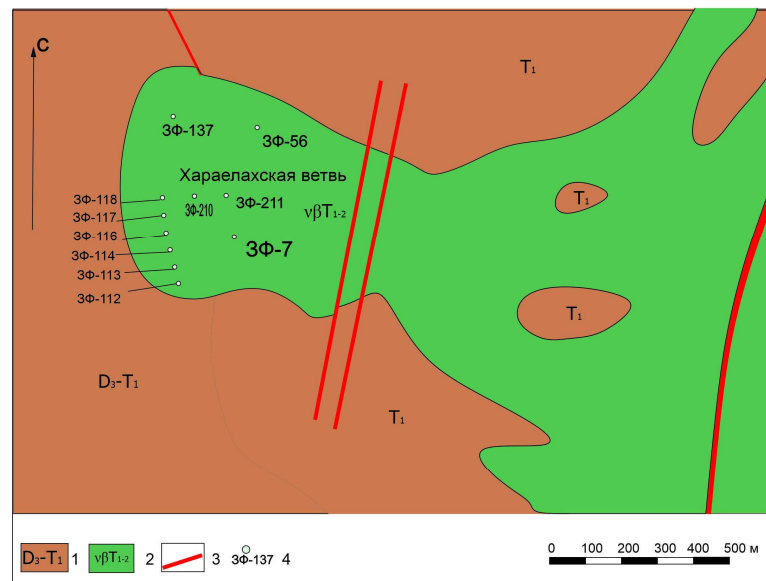 С
T₁
ЗФ-137
ЗФ-56
Хараелахская ветвь
ЗФ-118
ЗФ-210
ЗФ-211
νβT₁₋₂
T₁
ЗФ-117
ЗФ-116
ЗФ-7
ЗФ-114
ЗФ-113
ЗФ-112
T₁
D₃-T₁
T₁
D₃-T₁ 1 νβT₁₋₂ 2 3 ЗФ-137 4
0 100 200 300 400 500 м